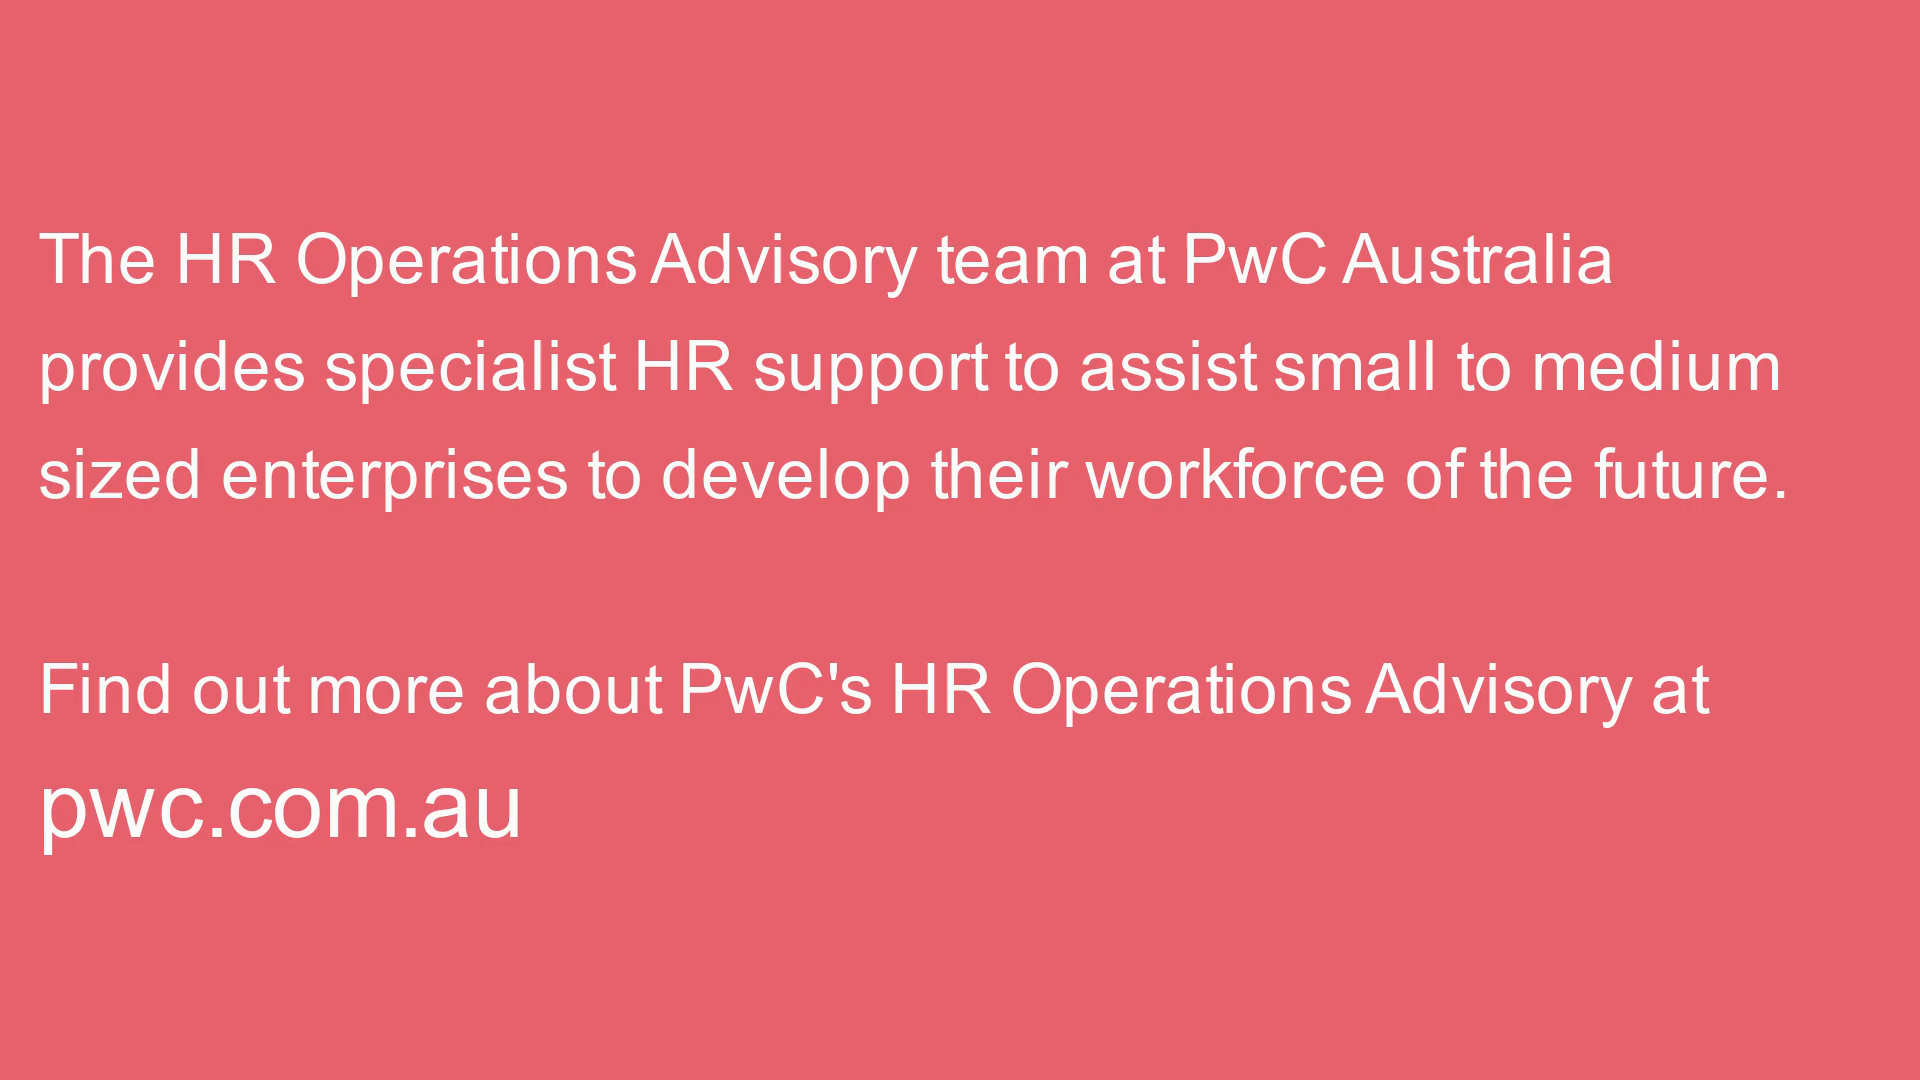 The HR Operations Advisory team at PwC Australia
provides specialist HR support to assist small to medium
sized enterprises to develop their workforce of the future.
Find out more about PwC's HR Operations Advisory at
pwc.com.au